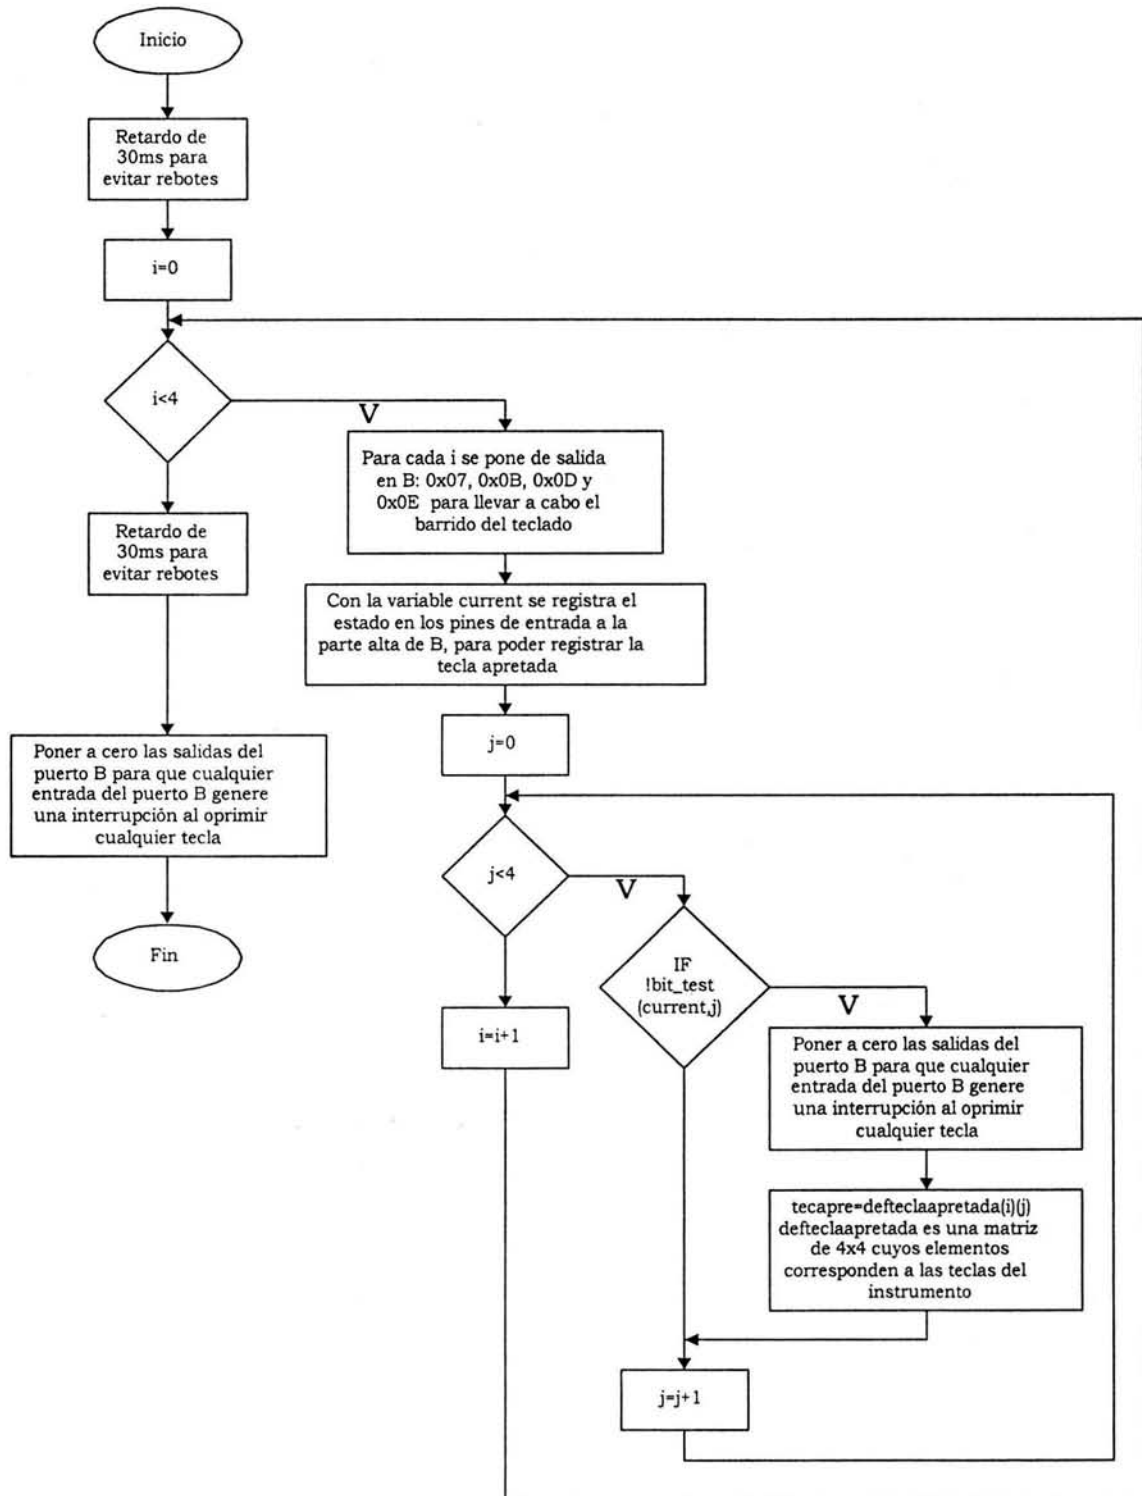 Inicio
Retardo de
30ms para
evitar rebotes
i=0
i<4
V
Para cada i se pone de salida
en B: 0x07, 0x0B, 0x0D y
0x0E para llevar a cabo el
barrido del teclado
Retardo de
30ms para
evitar rebotes
Con la variable current se registra el
estado en los pines de entrada a la
parte alta de B, para poder registrar la
tecla apretada
j=0
Poner a cero las salidas del
puerto B para que cualquier
entrada del puerto B genere
una interrupción al oprimir
cualquier tecla
j<4
V
Fin
IF
!bit_test
(current,j)
V
i=i+1
Poner a cero las salidas del
puerto B para que cualquier
entrada del puerto B genere
una interrupción al oprimir
cualquier tecla
tecapre=defteclaapretada(i)(j)
defteclaapretada es una matriz
de 4x4 cuyos elementos
corresponden a las teclas del
instrumento
j=j+1